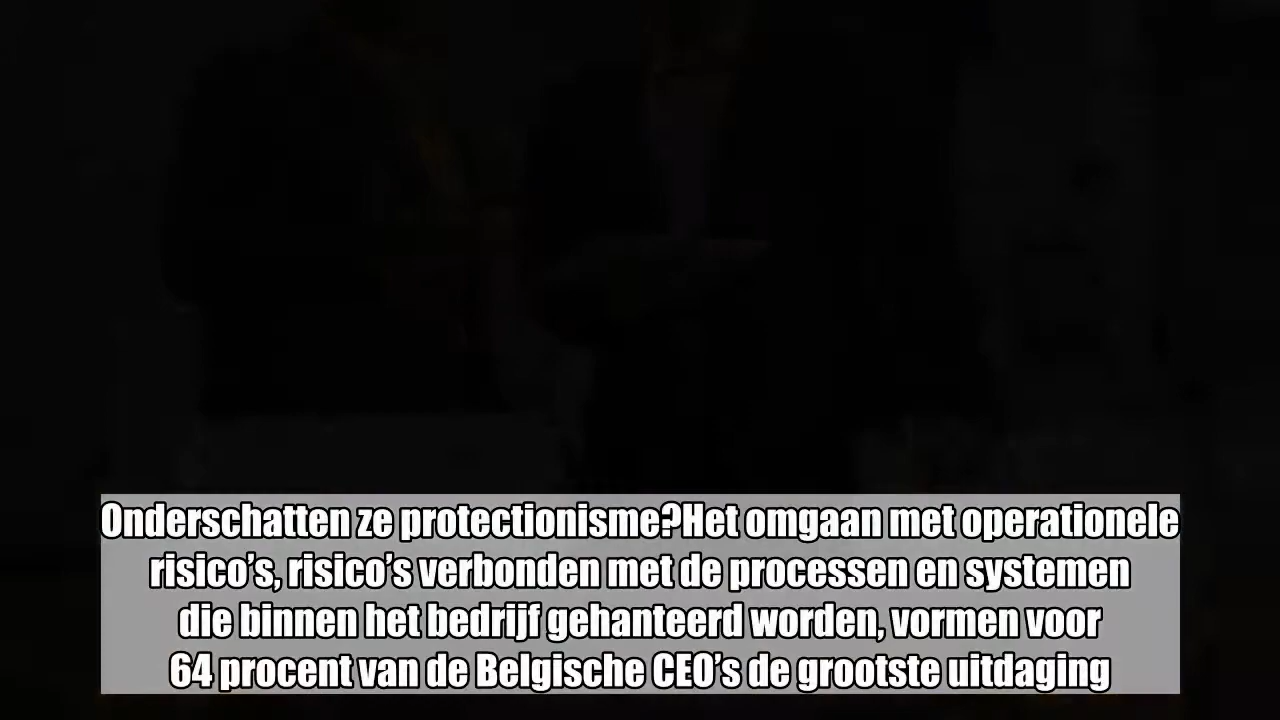 Onderschatten ze protectionisme?Het omgaan met operationele
risico’s, risico’s verbonden met de processen en systemen
die binnen het bedrijf gehanteerd worden, vormen voor
64 procent van de Belgische CEO’s de grootste uitdaging